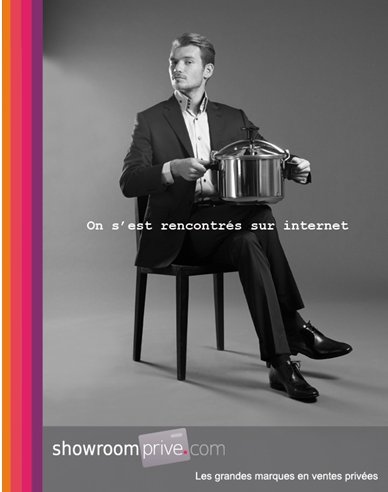 On s'est rencontrés sur internet
showroomprive.com
Les grandes marques en ventes privées